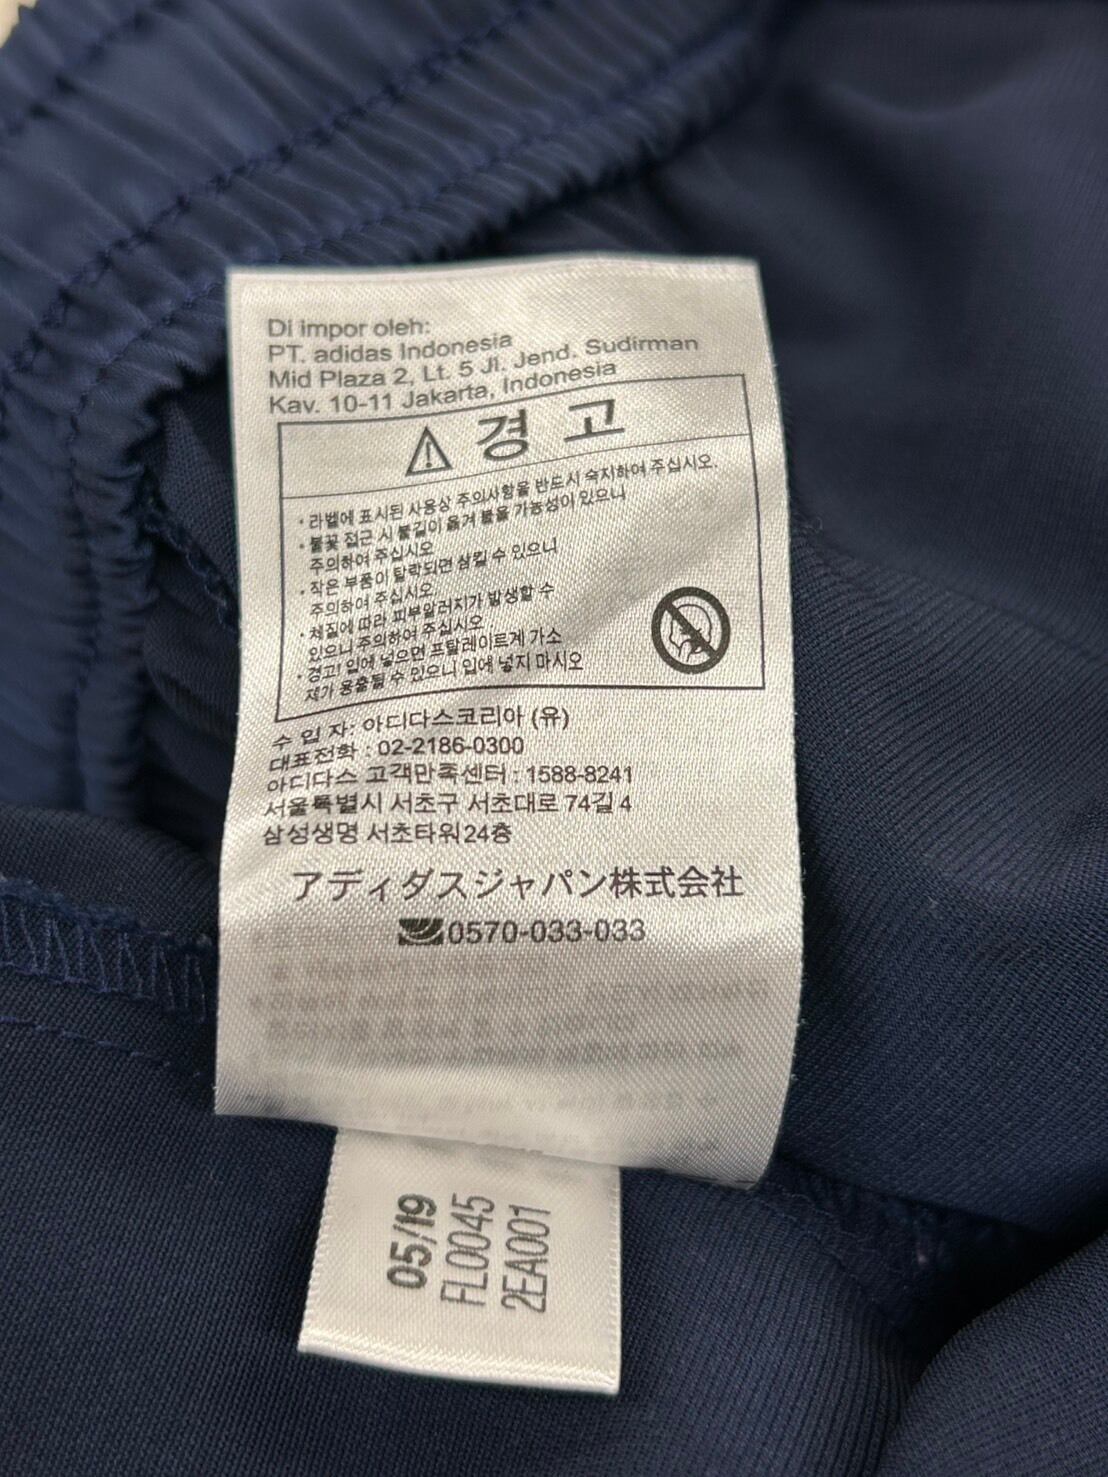 Di impor oleh:
PT. adidas Indonesia
Mid Plaza 2, Lt. 5 Jl. Jend. Sudirman
Kav. 10-11 Jakarta, Indonesia
경 고
• 라벨에 표시된 사용상 주의사항을 반드시 숙지하여 주십시오.
• 불꽃 접근 시 불길이 옮겨 붙을 가능성이 있으니
주의하여 주십시오
• 작은 부품이 탈락되면 삼킬 수 있으니
주의하여 주십시오.
• 체질에 따라 피부알러지가 발생할 수
있으니 주의하여 주십시오.
• 경고! 입에 넣으면 프탈레이트계 가소
제가 용출될 수 있으니 입에 넣지 마시오
수 입 자: 아디다스코리아 (유)
대표전화 : 02-2186-0300
아디다스 고객만족센터 : 1588-8241
서울특별시 서초구 서초대로 74길 4
삼성생명 서초타워24층
アディダスジャパン株式会社
0570-033-033
05/19
FL0045
2EA001